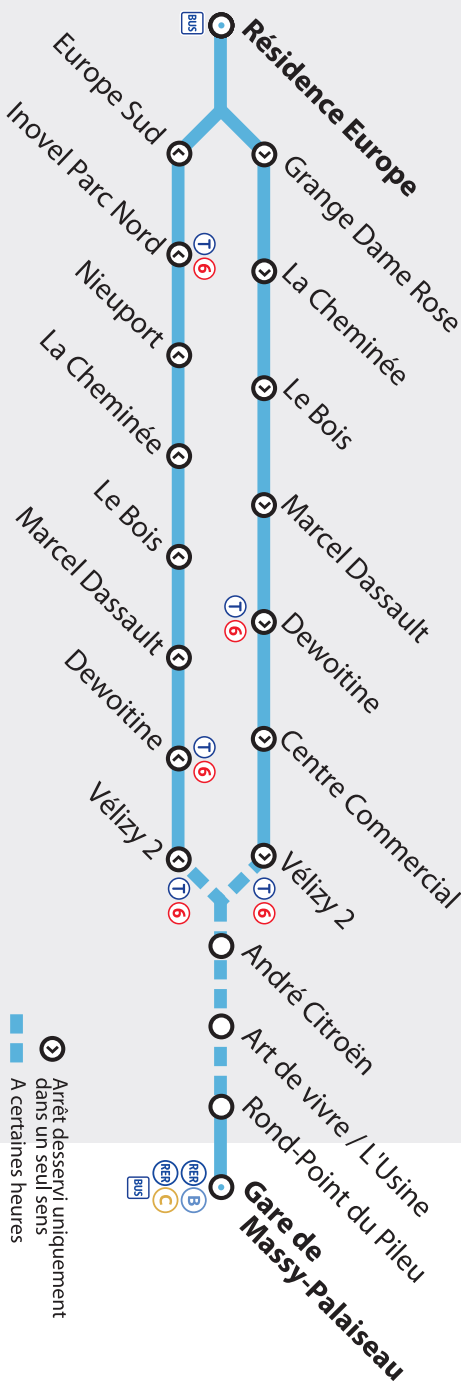 BUS
Résidence Europe
Grange Dame Rose
La Cheminée
Le Bois
Marcel Dassault
Dewoitine
T 6
Centre Commercial
Vélizy 2
T 6
Europe Sud
Inovel Parc Nord
T 6
Nieuport
La Cheminée
Le Bois
Marcel Dassault
Dewoitine
T 6
Vélizy 2
T 6
André Citroën
Art de vivre / L'Usine
Rond-Point du Pileu
Gare de
Massy-Palaiseau
RER B
RER C
BUS
Arrêt desservi uniquement
dans un seul sens
A certaines heures